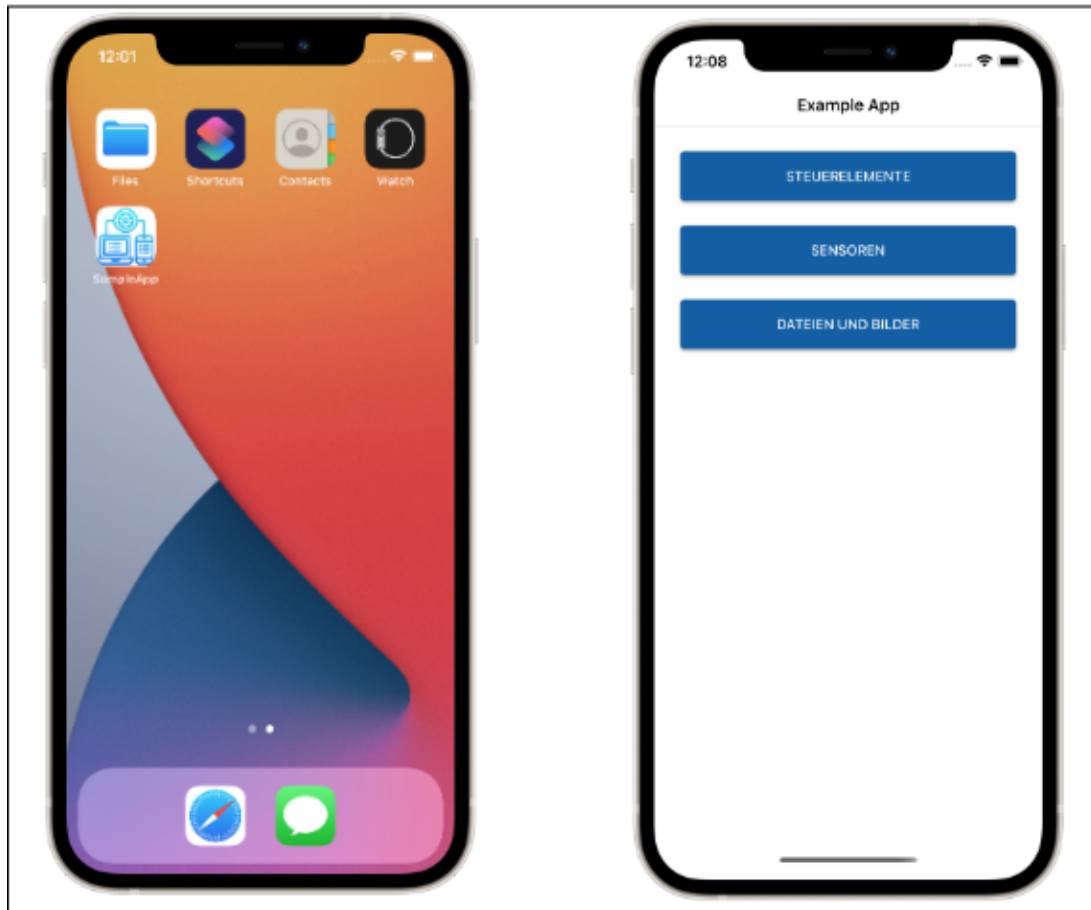 12:01
Files
Shortcuts
Contacts
Watch
SampleApp
12:08
Example App
STEUERELEMENTE
SENSOREN
DATEIEN UND BILDER